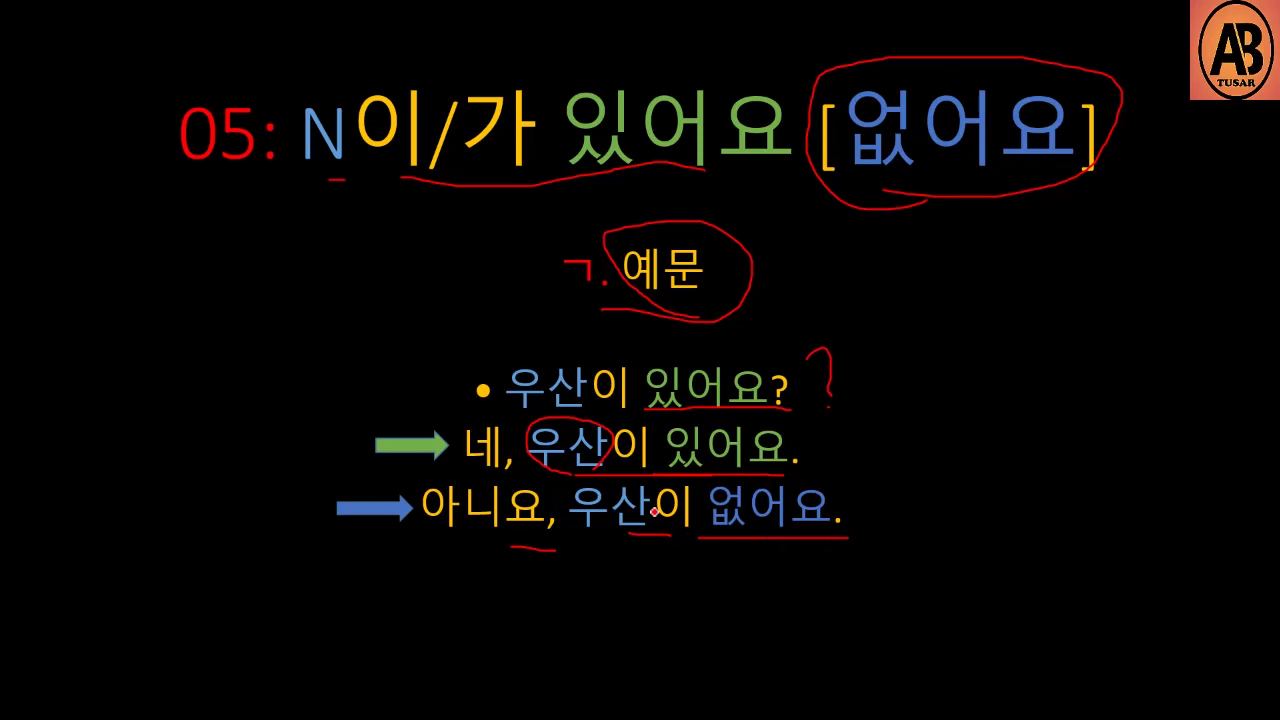 AB
TUSAR
05: N이/가 있어요 [없어요]
ㄱ. 예문
• 우산이 있어요? ?
네, 우산이 있어요.
아니요, 우산이 없어요.